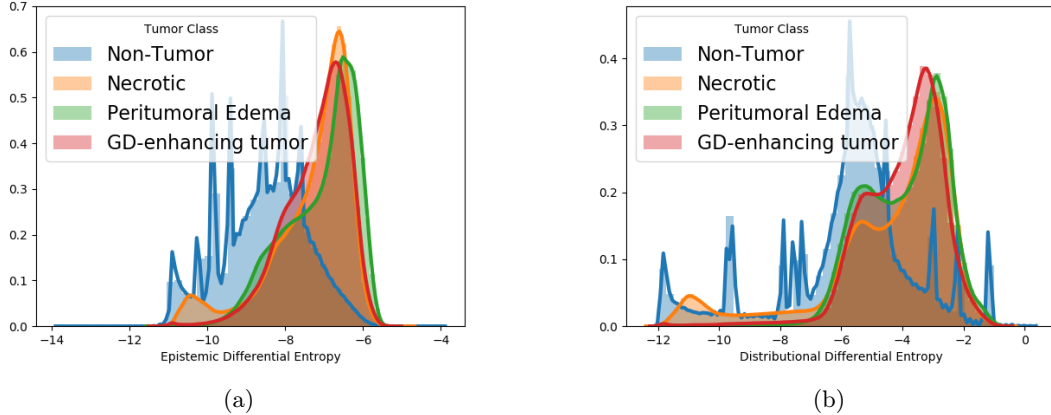 0.7
0.6
0.5
0.4
0.3
0.2
0.1
0.0
Tumor Class
Non-Tumor
Necrotic
Peritumoral Edema
GD-enhancing tumor
−14 −12 −10 −8 −6 −4
Epistemic Differential Entropy
(a)
0.4
0.3
0.2
0.1
0.0
Tumor Class
Non-Tumor
Necrotic
Peritumoral Edema
GD-enhancing tumor
−12 −10 −8 −6 −4 −2 0
Distributional Differential Entropy
(b)